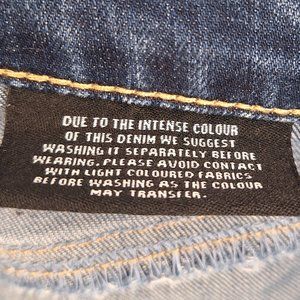 DUE TO THE INTENSE COLOUR
OF THIS DENIM WE SUGGEST
WASHING IT SEPARATELY BEFORE
WEARING. PLEASE AVOID CONTACT
WITH LIGHT COLOURED FABRICS
BEFORE WASHING AS THE COLOUR
MAY TRANSFER.